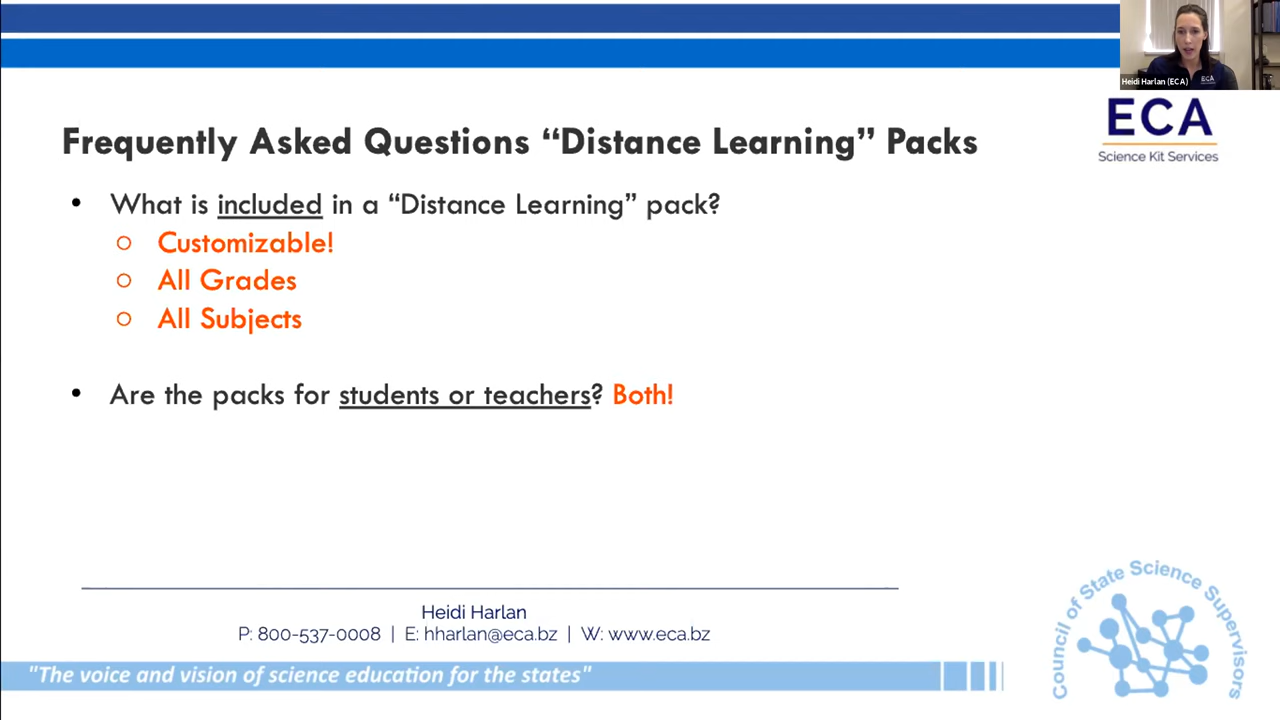 Heidi Harlan (ECA)
ECA
ECA
Science Kit Services
Frequently Asked Questions “Distance Learning” Packs
• What is included in a “Distance Learning” pack?
○ Customizable!
○ All Grades
○ All Subjects
• Are the packs for students or teachers? Both!
Heidi Harlan
P: 800-537-0008 | E: hharlan@eca.bz | W: www.eca.bz
"The voice and vision of science education for the states"
Council of State Science Supervisors